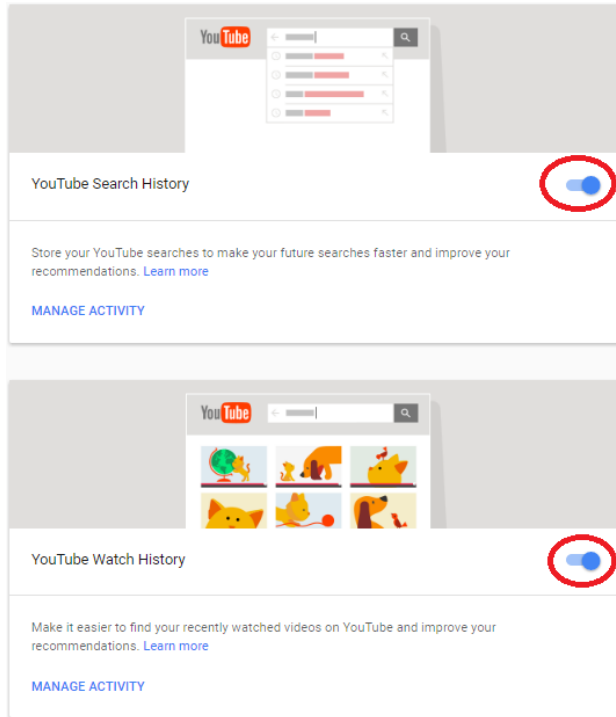 YouTube
YouTube Search History
Store your YouTube searches to make your future searches faster and improve your
recommendations. Learn more
MANAGE ACTIVITY
YouTube
YouTube Watch History
Make it easier to find your recently watched videos on YouTube and improve your
recommendations. Learn more
MANAGE ACTIVITY